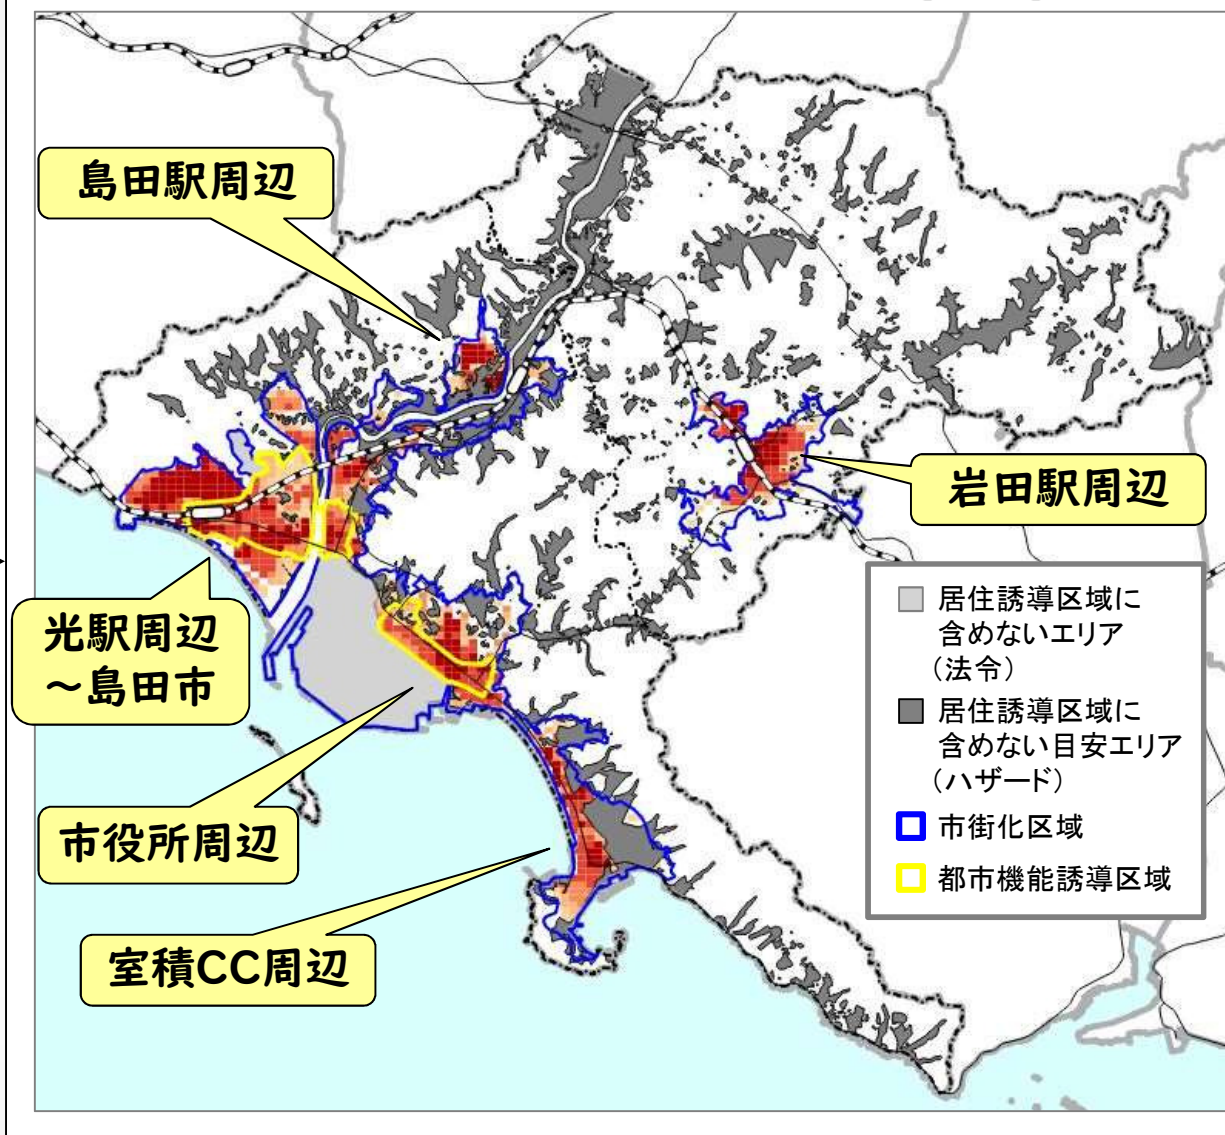 島田駅周辺
岩田駅周辺
光駅周辺
～島田市
市役所周辺
室積CC周辺
居住誘導区域に
含めないエリア
（法令）
居住誘導区域に
含めない目安エリア
（ハザード）
市街化区域
都市機能誘導区域